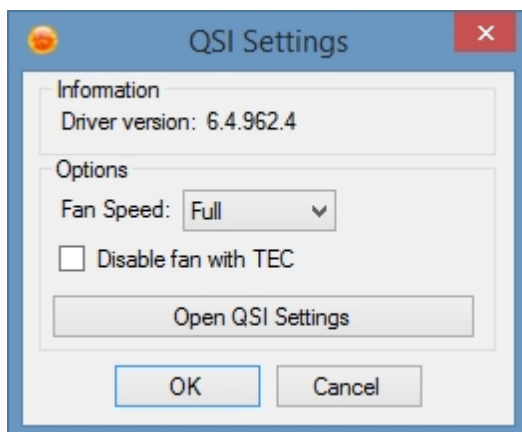 QSI Settings
Information
Driver version: 6.4.962.4
Options
Fan Speed: Full
Disable fan with TEC
Open QSI Settings
OK Cancel